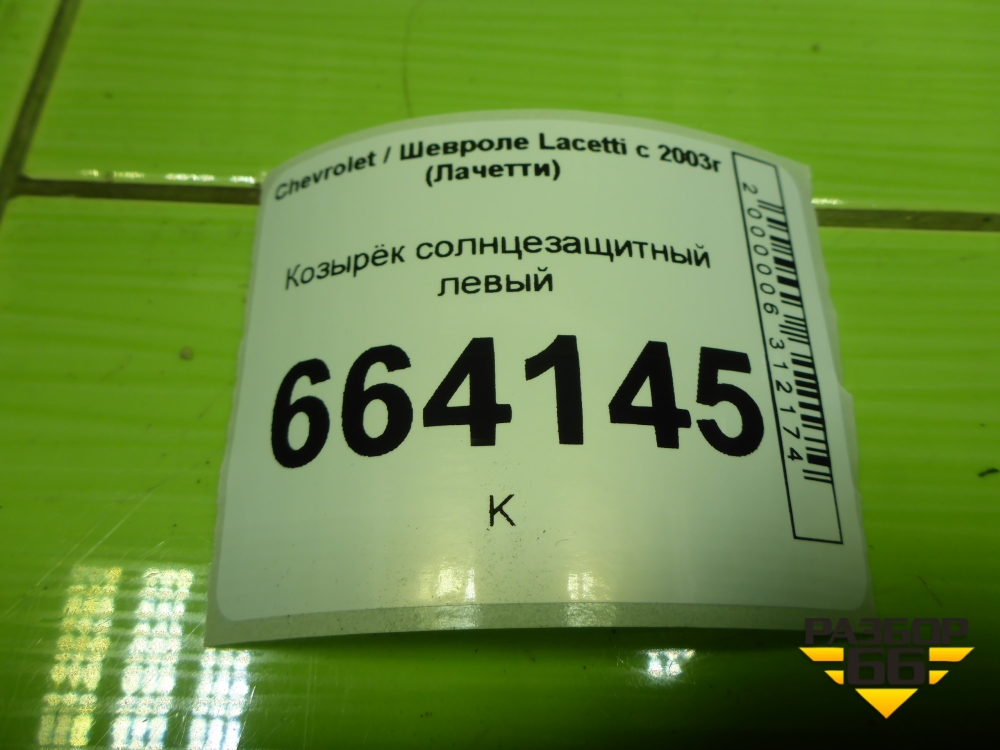 Chevrolet / Шевроле Lacetti с 2003г
(Лачетти)
Козырёк солнцезащитный
левый
664145
К
2000006312174
РАЗБОР
66